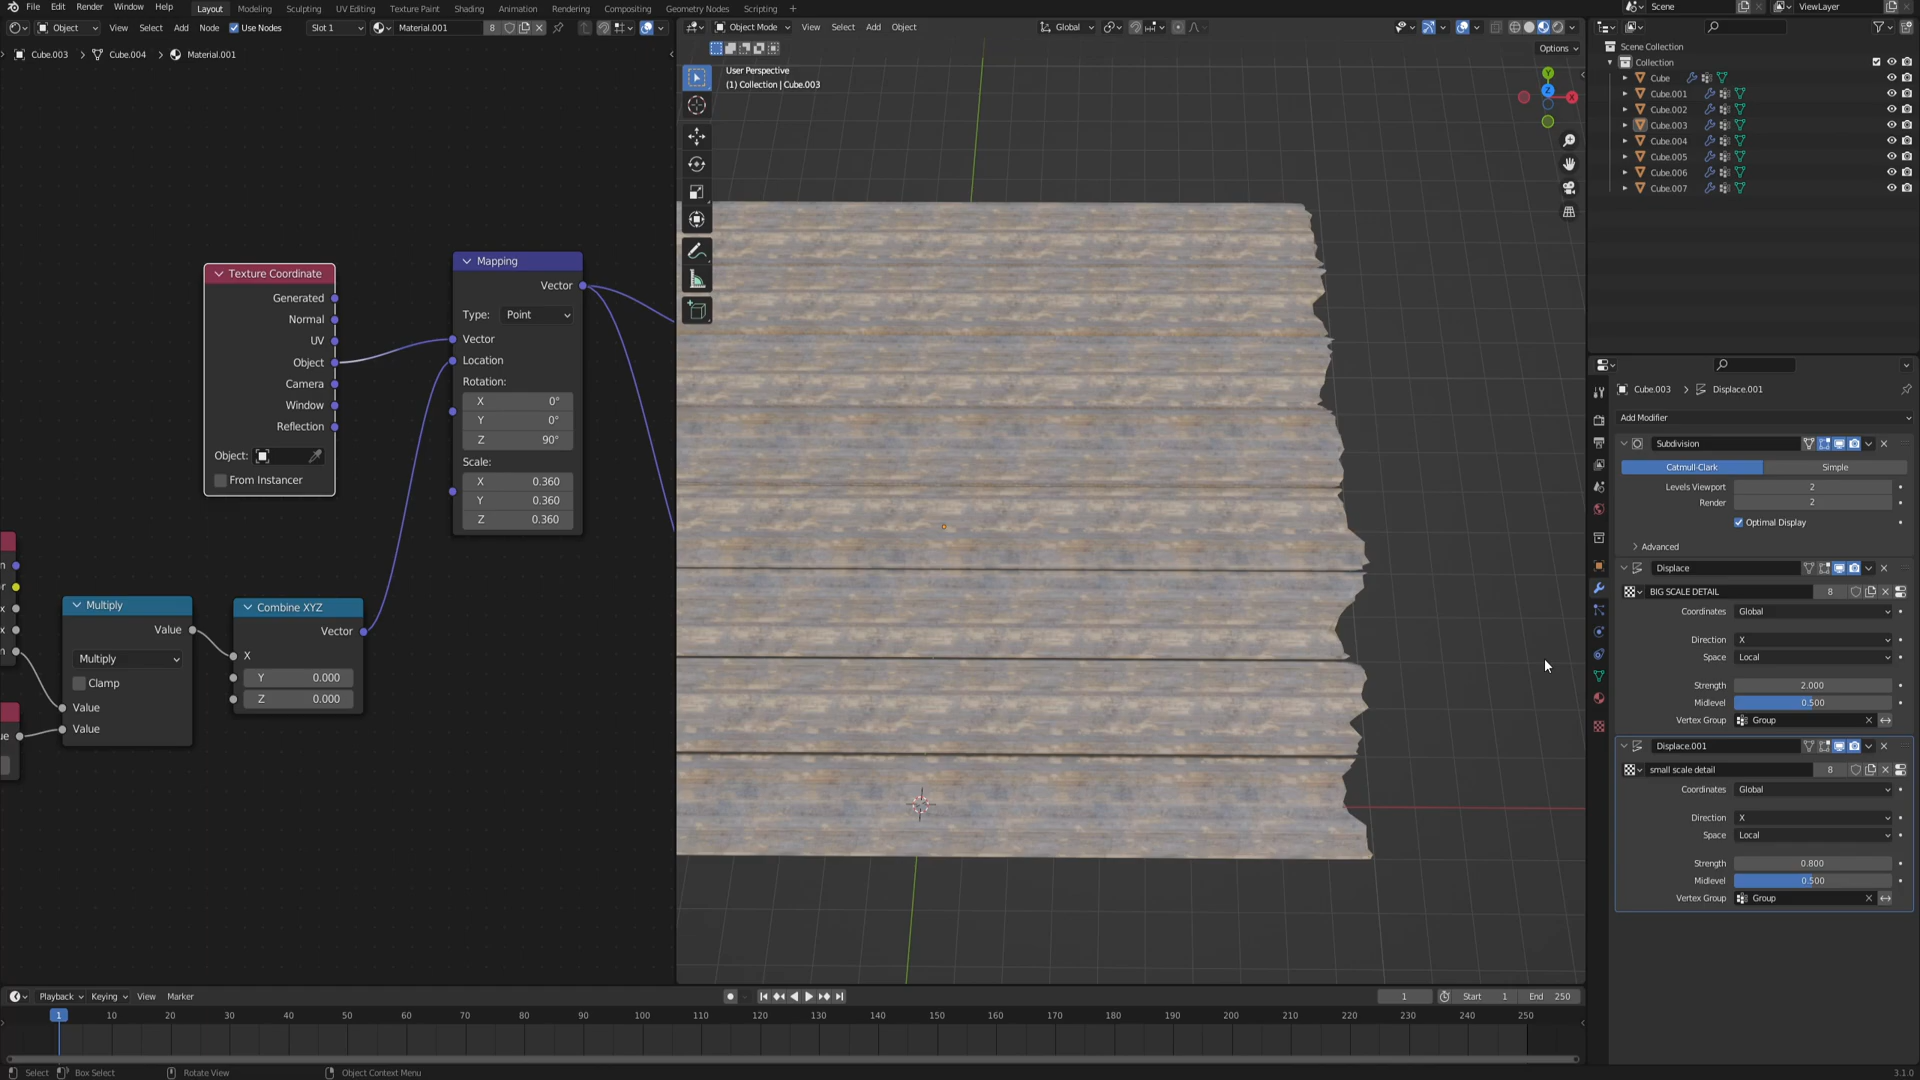 File Edit Render Window Help Layout Modeling Sculpting UV Editing Texture Paint Shading Animation Rendering Compositing Geometry Nodes Scripting + Scene ViewLayer
Object View Select Add Node Use Nodes Slot 1 Material.001 8 Object Mode View Select Add Object Global
Options
Cube.003 > Cube.004 > Material.001
User Perspective
(1) Collection | Cube.003
Y
Z
X
Scene Collection
Collection
Cube
Cube.001
Cube.002
Cube.003
Cube.004
Cube.005
Cube.006
Cube.007
Texture Coordinate
Generated
Normal
UV
Object
Camera
Window
Reflection
Object:
From Instancer
Mapping
Vector
Type: Point
Vector
Location
Rotation:
X 0°
Y 0°
Z 90°
Scale:
X 0.360
Y 0.360
Z 0.360
Multiply
Value
Multiply
Clamp
Value
Value
Combine XYZ
Vector
X
Y 0.000
Z 0.000
Cube.003 > Displace.001
Add Modifier
Subdivision
Catmull-Clark Simple
Levels Viewport 2
Render 2
Optimal Display
Advanced
Displace
BIG SCALE DETAIL 8
Coordinates Global
Direction X
Space Local
Strength 2.000
Midlevel 0.500
Vertex Group Group
Displace.001
small scale detail 8
Coordinates Global
Direction X
Space Local
Strength 0.800
Midlevel 0.500
Vertex Group Group
Playback Keying View Marker 1 Start 1 End 250
1 10 20 30 40 50 60 70 80 90 100 110 120 130 140 150 160 170 180 190 200 210 220 230 240 250
Select Box Select Rotate View Object Context Menu 3.1.0